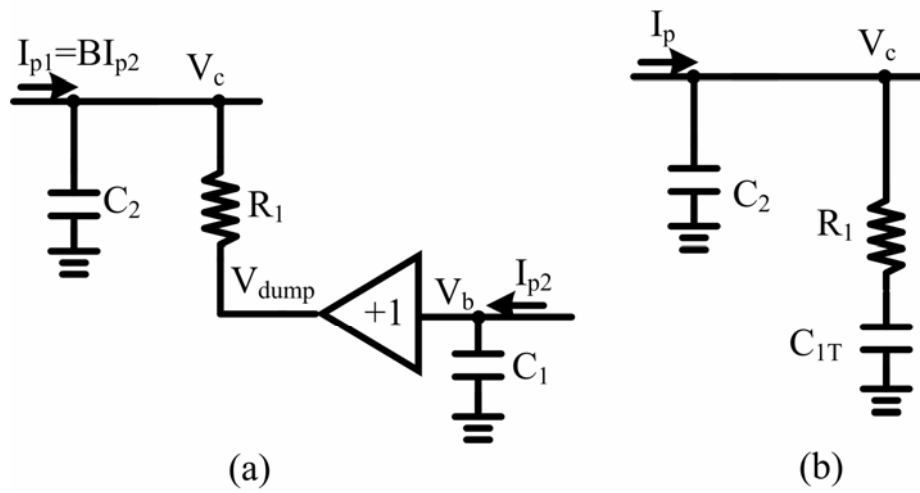 I_p1=BI_p2
V_c
C_2
R_1
V_dump
+1
V_b
I_p2
C_1
(a)
I_p
V_c
C_2
R_1
C_1T
(b)